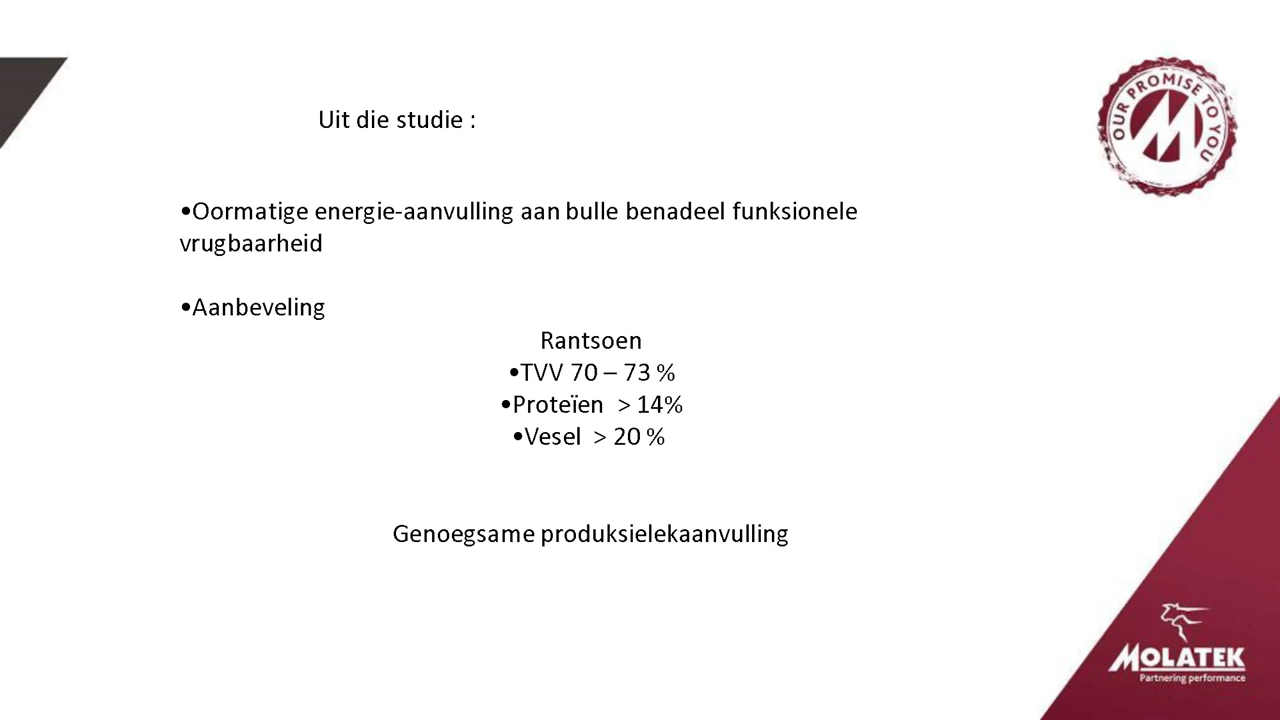 Uit die studie :
OUR PROMISE TO YOU
•Oormatige energie-aanvulling aan bulle benadeel funksionele
vrugbaarheid
•Aanbeveling
Rantsoen
•TVV 70 – 73 %
•Proteïen > 14%
•Vesel > 20 %
Genoegsame produksielekaanvulling
MOLATEK
Partnering performance